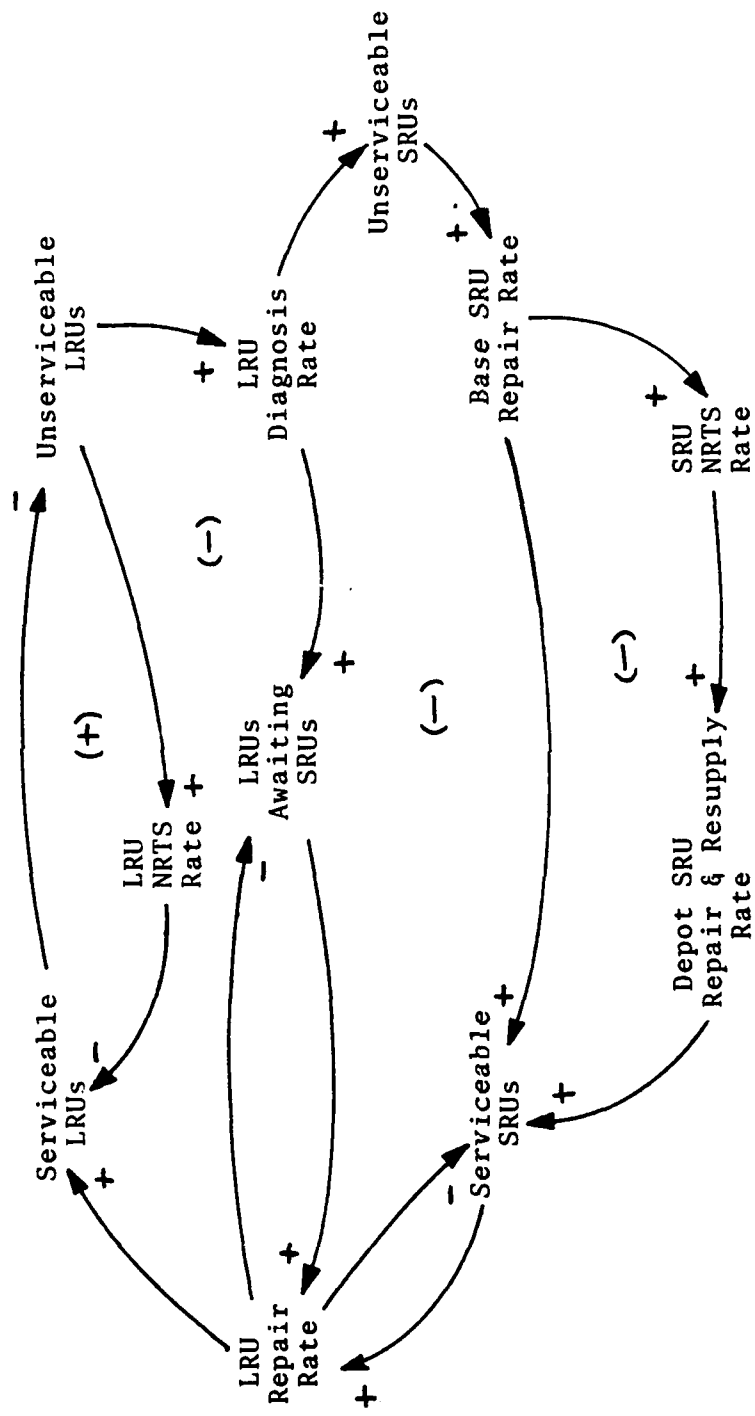 Serviceable
LRUs
Unserviceable
LRUs
-
-
+
(+)
LRU
NRTS
Rate
+
(-)
+
LRU
Diagnosis
Rate
+
Unserviceable
SRUs
LRU
Repair
Rate
+
+
-
LRUs
Awaiting
SRUs
+
(-)
-
Serviceable
SRUs
+
+
+
Base SRU
Repair Rate
(-)
Depot SRU
Repair & Resupply
Rate
+
+
SRU
NRTS
Rate